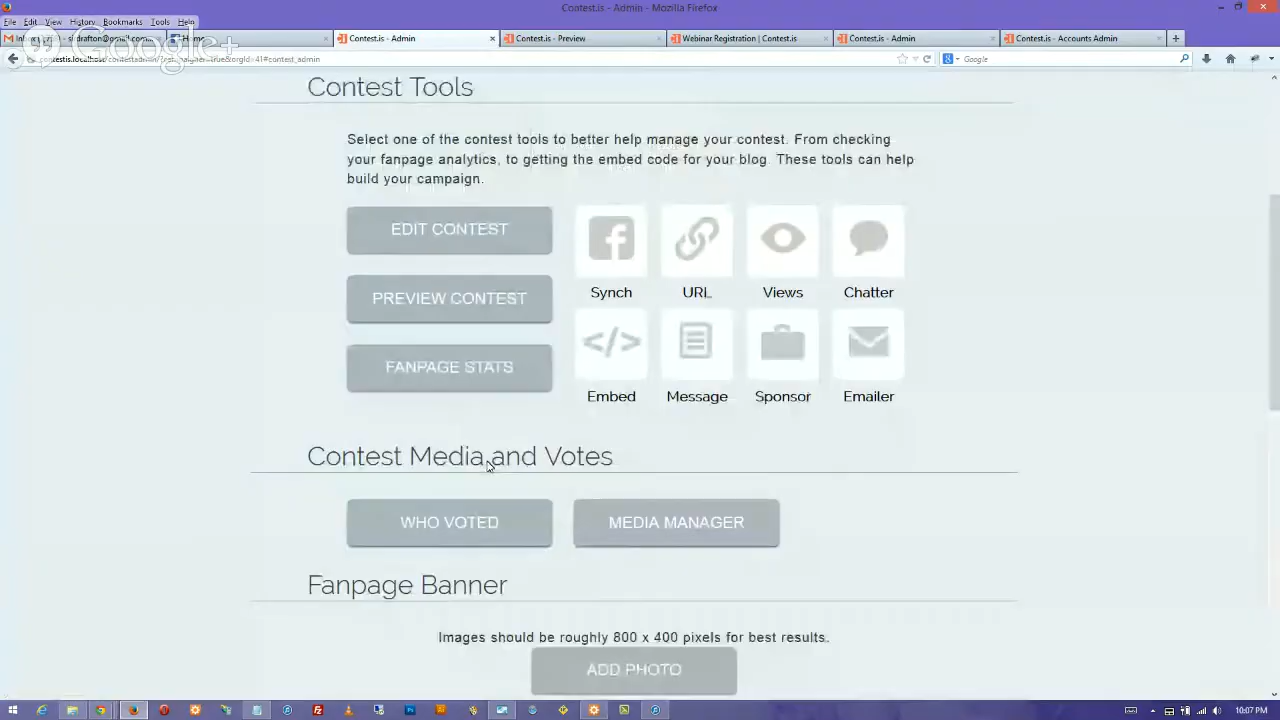 Contest.is - Admin - Mozilla Firefox
File Edit View History Bookmarks Tools Help
Google+
Contest.is - Admin
Contest.is - Preview
Webinar Registration | Contest.is
Contest.is - Admin
Contest.is - Accounts Admin
Google
Contest Tools
Select one of the contest tools to better help manage your contest. From checking
your fanpage analytics, to getting the embed code for your blog. These tools can help
build your campaign.
EDIT CONTEST
PREVIEW CONTEST
FANPAGE STATS
Synch URL Views Chatter
Embed Message Sponsor Emailer
Contest Media and Votes
WHO VOTED MEDIA MANAGER
Fanpage Banner
Images should be roughly 800 x 400 pixels for best results.
ADD PHOTO
10:07 PM